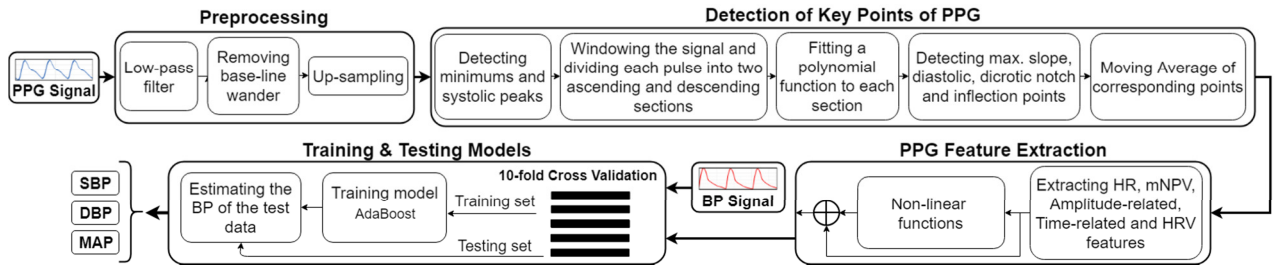 Preprocessing
PPG Signal
Low-pass
filter
Removing
base-line
wander
Up-sampling
Detection of Key Points of PPG
Detecting
minimums and
systolic peaks
Windowing the signal and
dividing each pulse into two
ascending and descending
sections
Fitting a
polynomial
function to each
section
Detecting max. slope,
diastolic, dicrotic notch
and inflection points
Moving Average of
corresponding points
PPG Feature Extraction
Extracting HR, mNPV,
Amplitude-related,
Time-related and HRV
features
Non-linear
functions
BP Signal
Training & Testing Models
10-fold Cross Validation
Training set
Testing set
Training model
AdaBoost
Estimating the
BP of the test
data
SBP
DBP
MAP